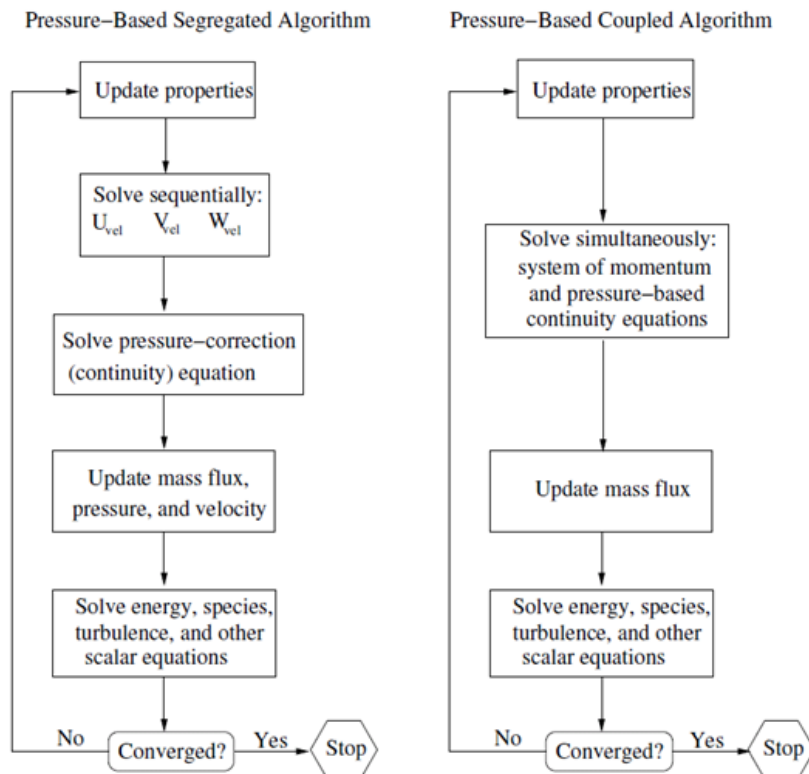 Pressure−Based Segregated Algorithm
Update properties
Solve sequentially:
U_vel V_vel W_vel
Solve pressure−correction
(continuity) equation
Update mass flux,
pressure, and velocity
Solve energy, species,
turbulence, and other
scalar equations
No
Converged?
Yes
Stop
Pressure−Based Coupled Algorithm
Update properties
Solve simultaneously:
system of momentum
and pressure−based
continuity equations
Update mass flux
Solve energy, species,
turbulence, and other
scalar equations
No
Converged?
Yes
Stop